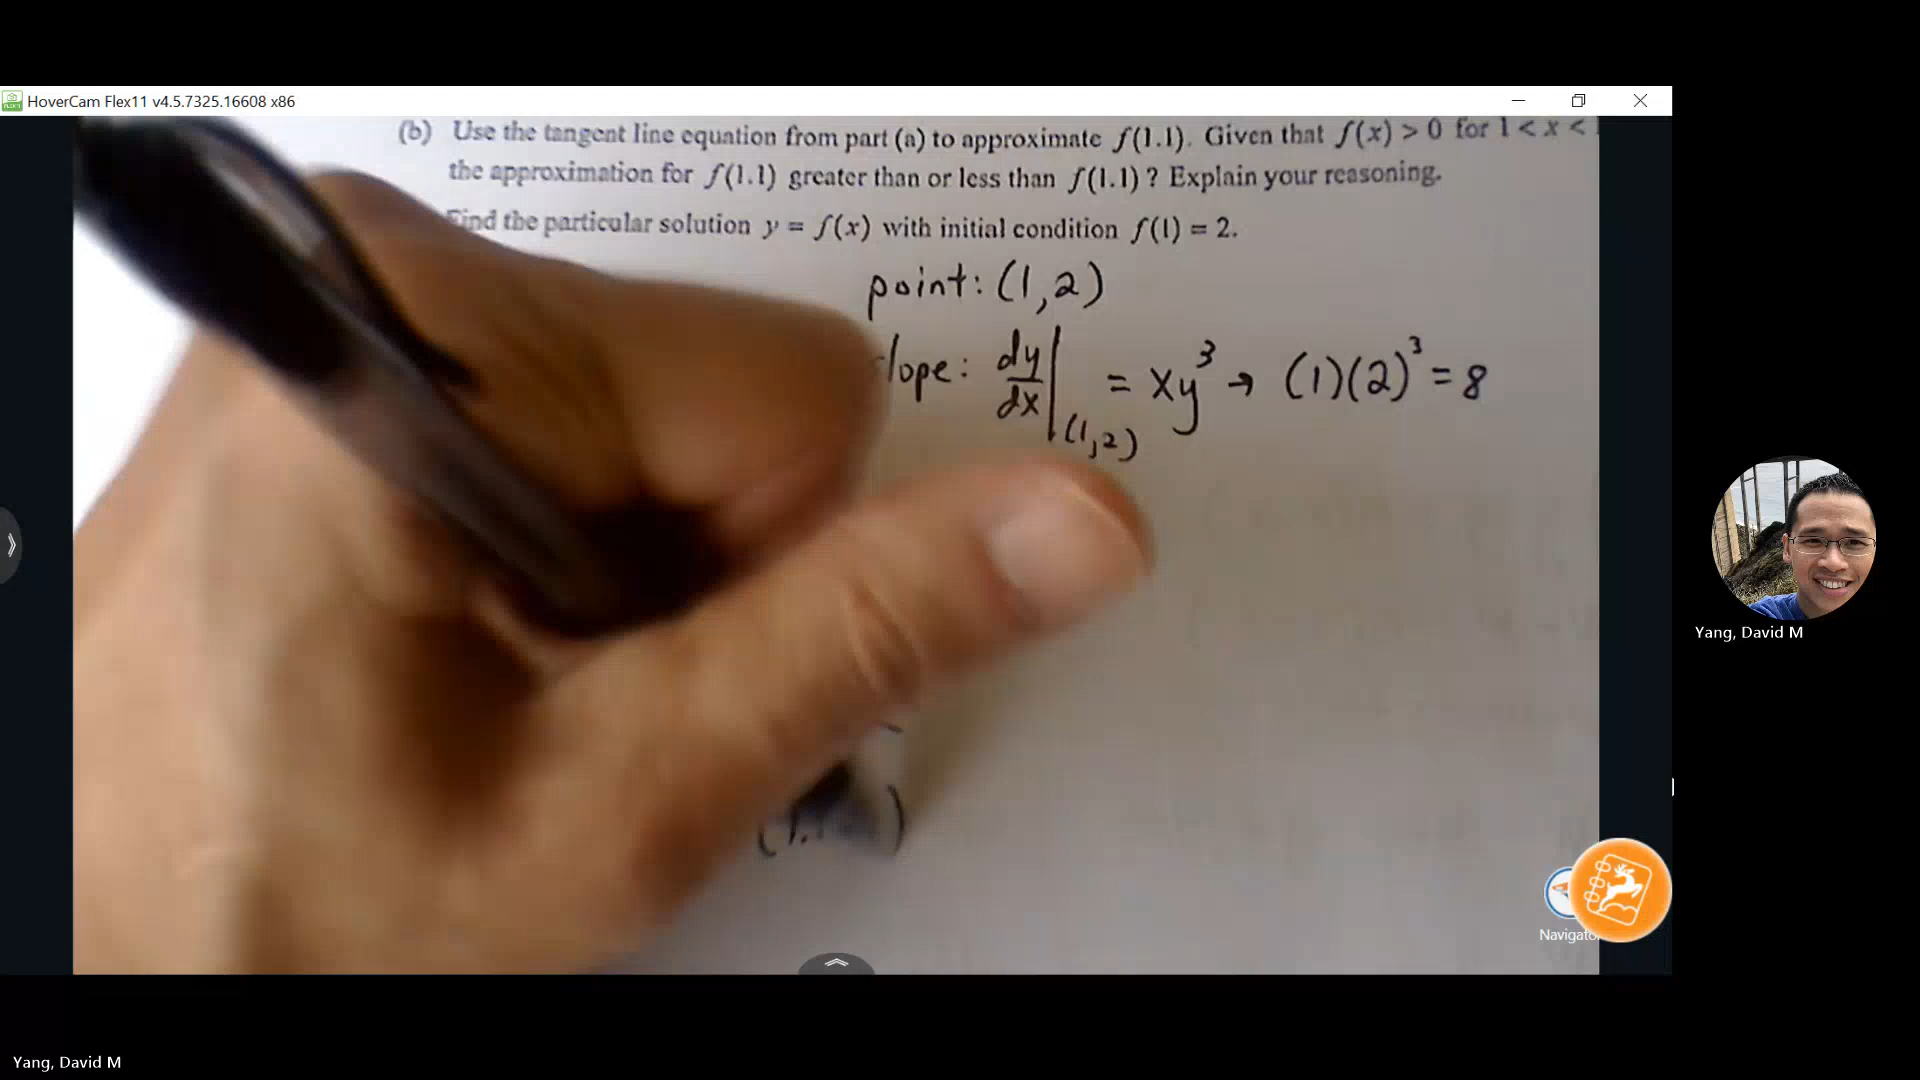 HoverCam Flex11 v4.5.7325.16608 x86
(b) Use the tangent line equation from part (a) to approximate f(1.1). Given that f(x) > 0 for 1 < x <
the approximation for f(1.1) greater than or less than f(1.1) ? Explain your reasoning.
Find the particular solution y = f(x) with initial condition f(1) = 2.
point: (1,2)
lope: dy/dx|(1,2) = xy³ → (1)(2)³ = 8
Yang, David M
Navigato
Yang, David M